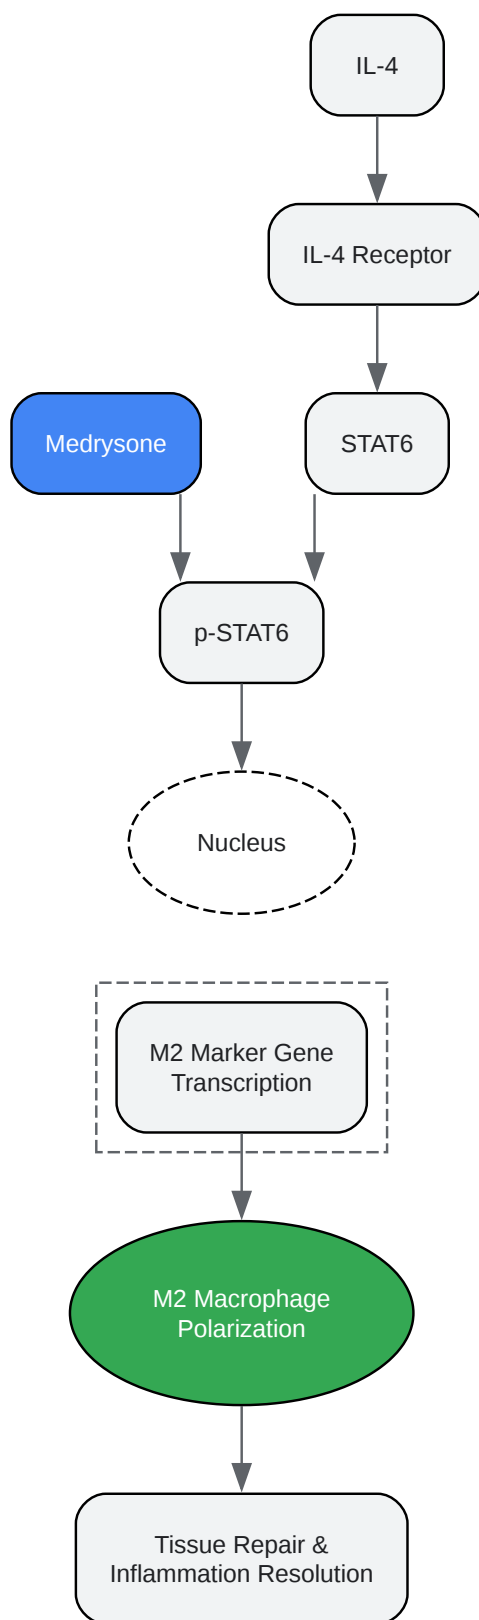 IL-4
IL-4 Receptor
Medrysone
STAT6
p-STAT6
Nucleus
M2 Marker Gene
Transcription
M2 Macrophage
Polarization
Tissue Repair &
Inflammation Resolution